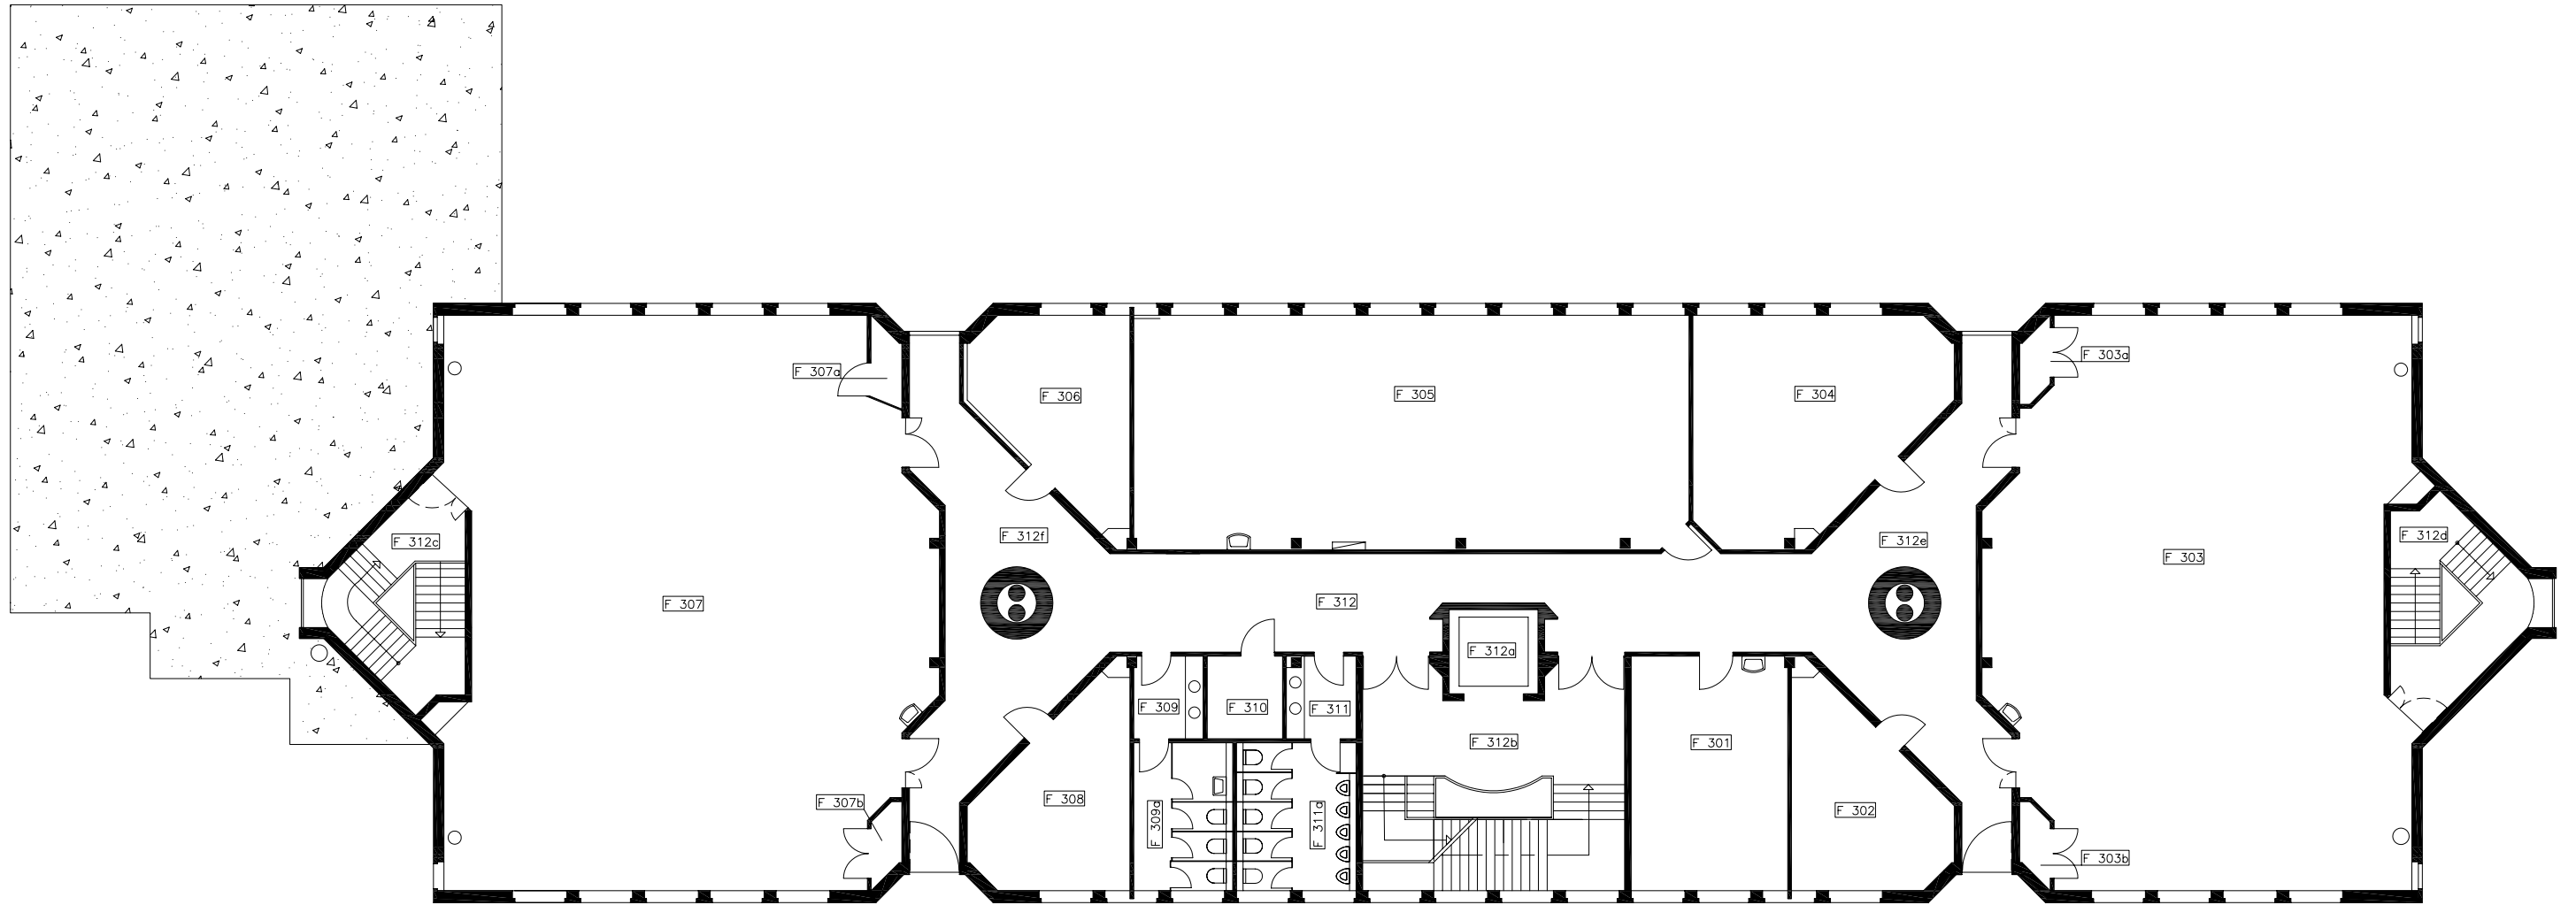 F 303a
F 307a
F 306
F 305
F 304
F 312f
F 312c
F 312e
F 312d
F 303
F 307
F 312
F 312a
F 309
F 310
F 311
F 312b
F 301
F 308
F 307b
F 309a
F 311a
F 302
F 303b